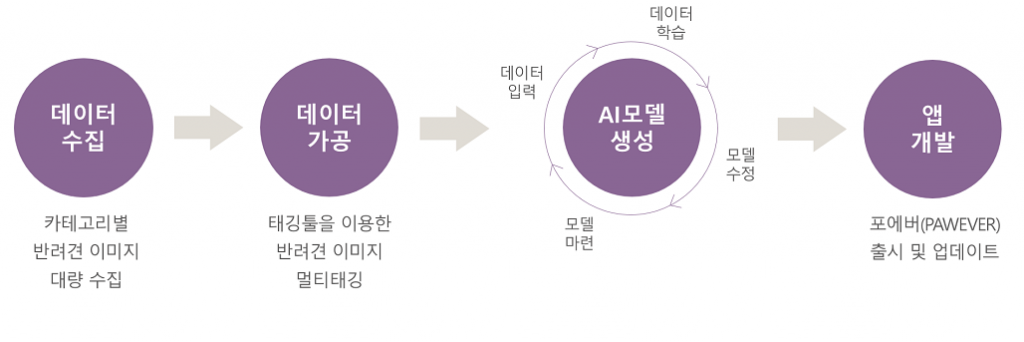 데이터
수집
카테고리별
반려견 이미지
대량 수집
데이터
가공
태깅툴을 이용한
반려견 이미지
멀티태깅
AI모델
생성
데이터
입력
데이터
학습
모델
수정
모델
마련
앱
개발
포에버(PAWEVER)
출시 및 업데이트